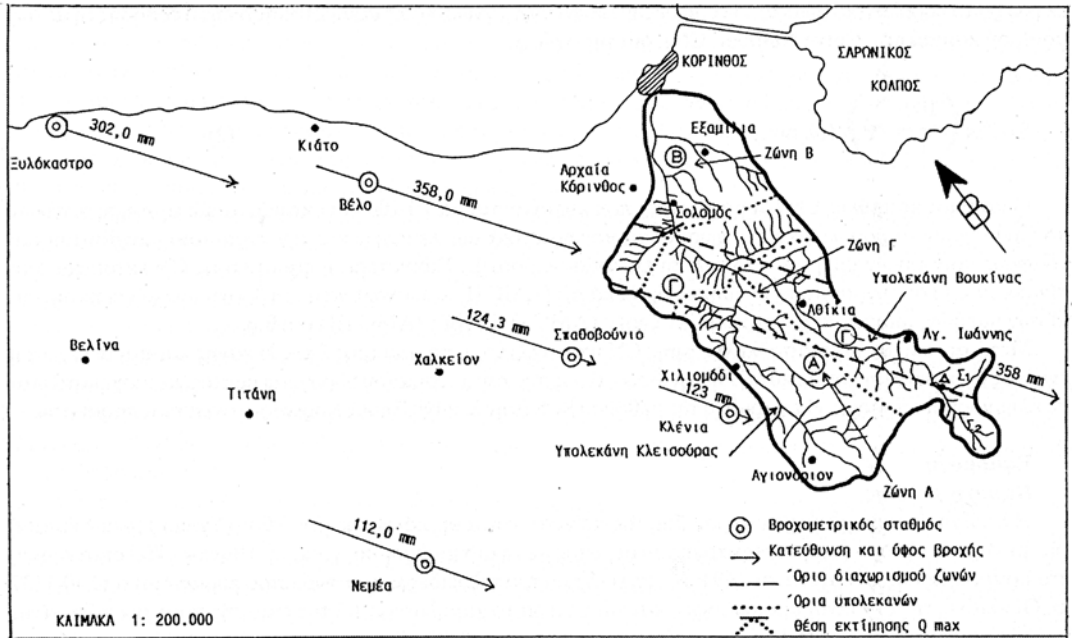 ΚΟΡΙΝΘΟΣ
ΣΑΡΩΝΙΚΟΣ
ΚΟΛΠΟΣ
302,0 mm
Ξυλόκαστρο
Κιάτο
Βέλο
358,0 mm
Εξαμίλια
Β
Ζώνη Β
Αρχαία
Κόρινθος
Σολομός
Β
Ζώνη Γ
Γ
Υπολεκάνη Βουκίνας
Αθίκια
Γ
Αγ. Ιωάννης
Βελίνα
124,3 mm
Σπαθοβούνιο
Χαλκείον
Χιλιομόδι
Α
Δ
Σ1
358 mm
Τιτάνη
123 mm
Κλένια
Σ2
Υπολεκάνη Κλεισούρας
Αγιονόριον
Ζώνη Α
112,0 mm
Νεμέα
Βροχομετρικός σταθμός
Κατεύθυνση και ύφος βροχής
Όριο διαχωρισμού ζωνών
Όρια υπολεκανών
θέση εκτίμησης Q max
ΚΛΙΜΑΚΑ 1: 200.000